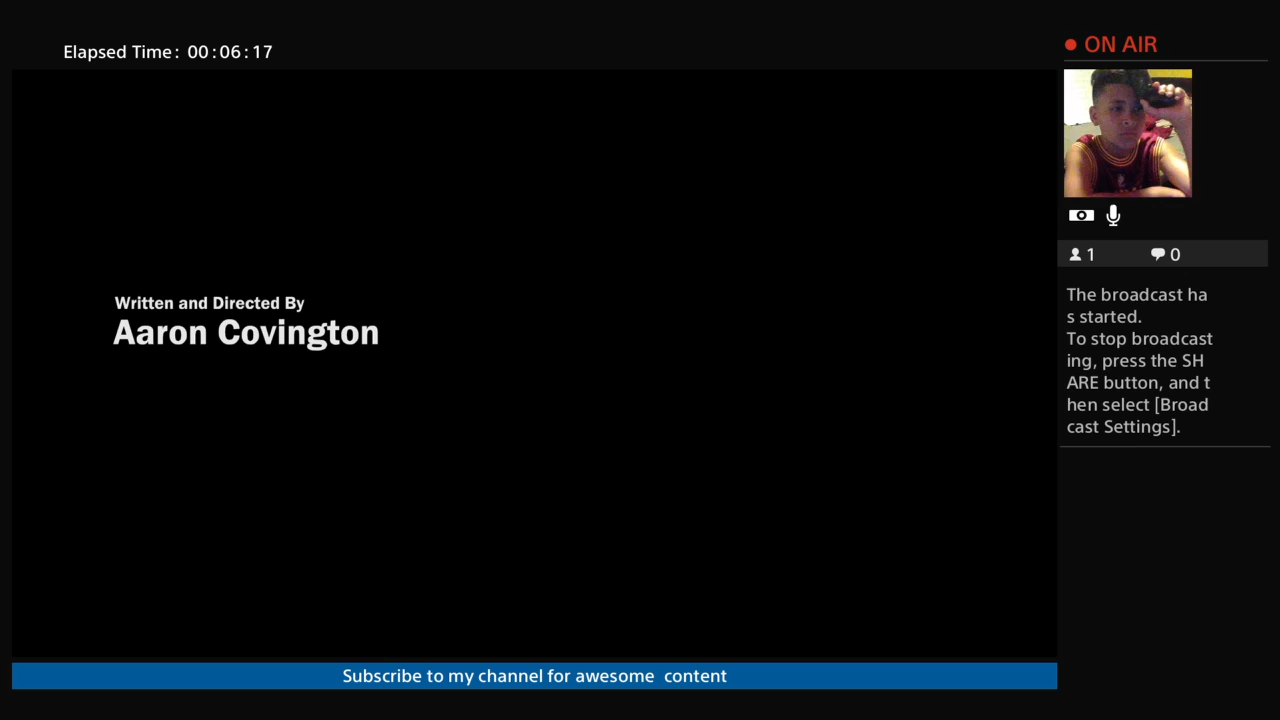 Elapsed Time: 00:06:17
ON AIR
1 0
The broadcast ha
s started.
To stop broadcast
ing, press the SH
ARE button, and t
hen select [Broad
cast Settings].
Written and Directed By
Aaron Covington
Subscribe to my channel for awesome  content